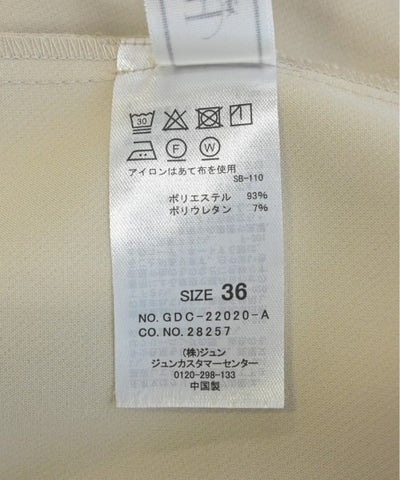 30
F W
アイロンはあて布を使用
SB-110
ポリエステル 93%
ポリウレタン 7%
SIZE 36
NO. GDC-22020-A
CO. NO. 28257
(株)ジュン
ジュンカスタマーセンター
0120-298-133
中国製